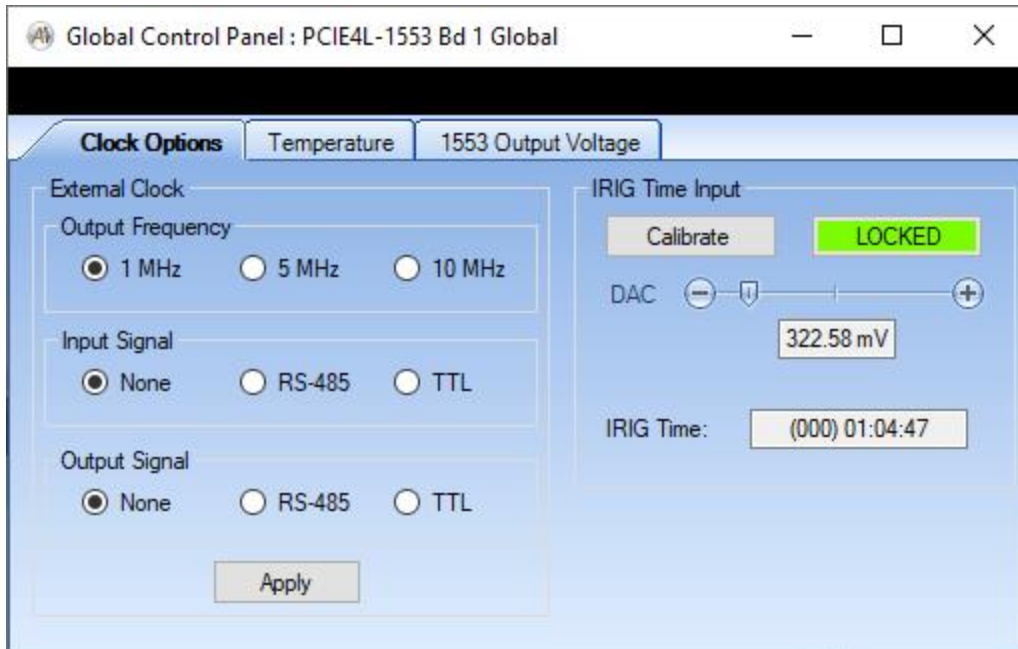 Global Control Panel : PCIE4L-1553 Bd 1 Global
Clock Options Temperature 1553 Output Voltage
External Clock
Output Frequency
1 MHz 5 MHz 10 MHz
Input Signal
None RS-485 TTL
Output Signal
None RS-485 TTL
Apply
IRIG Time Input
Calibrate LOCKED
DAC
322.58 mV
IRIG Time: (000) 01:04:47